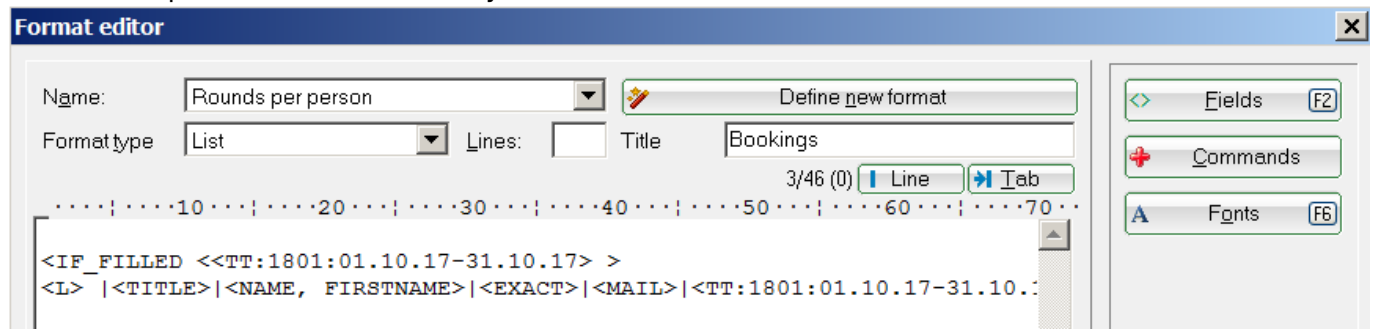 Format editor
Name: Rounds per person Define new format
Fields F2
Format type List Lines: Title Bookings
Commands
3/46 (0) Line Tab
····¦····10····¦····20····¦····30····¦····40····¦····50····¦····60····¦····70··
A Fonts F6
<IF_FILLED <<TT:1801:01.10.17-31.10.17> >
<L> |<TITLE>|<NAME, FIRSTNAME>|<EXACT>|<MAIL>|<TT:1801:01.10.17-31.10.